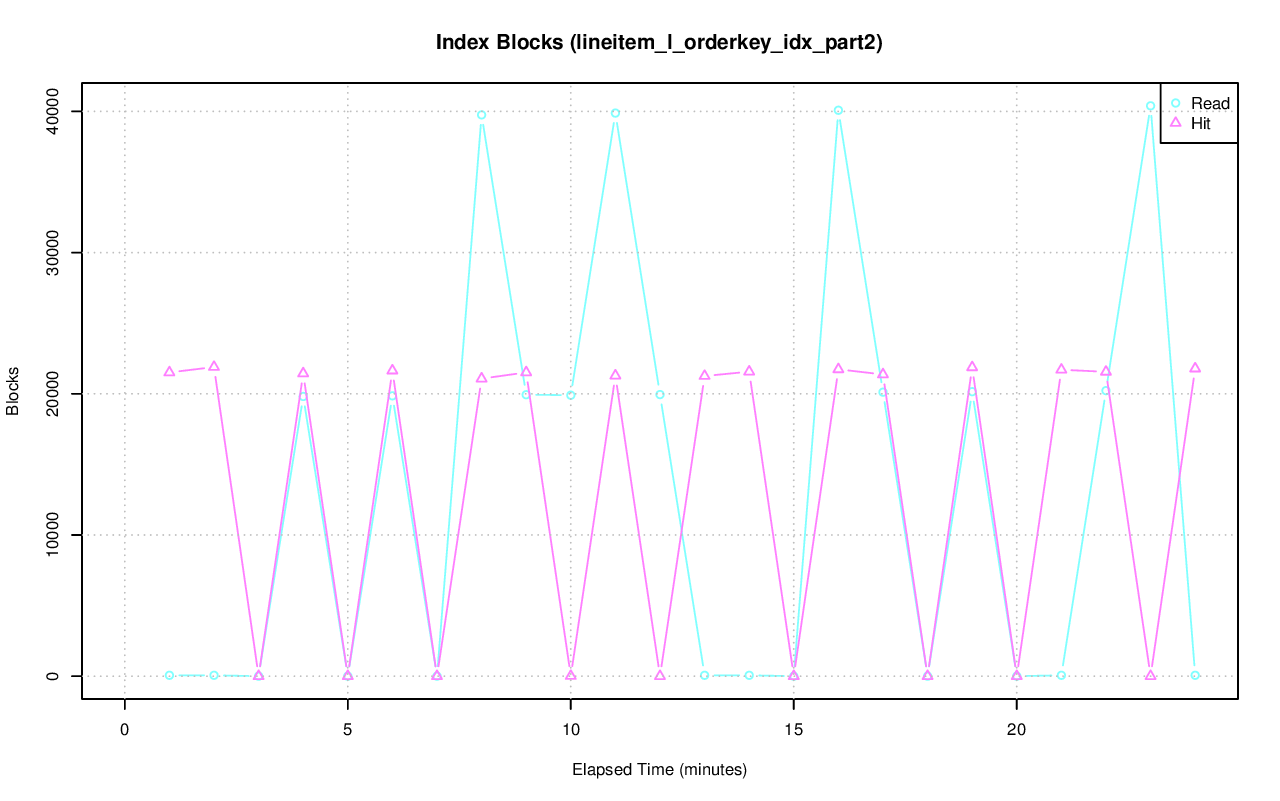 Index Blocks (lineitem_l_orderkey_idx_part2)
Read
Hit
40000
30000
20000
10000
0
Blocks
0 5 10 15 20
Elapsed Time (minutes)